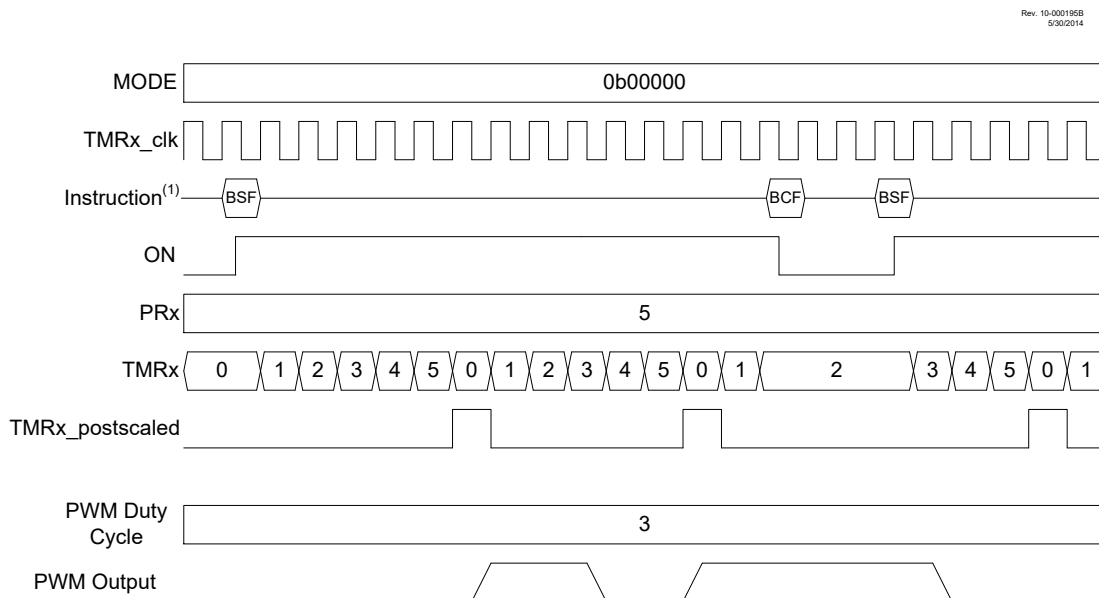 Rev. 10-000195B
5/30/2014
MODE 0b00000
TMRx_clk
Instruction(1) BSF BCF BSF
ON
PRx 5
TMRx 0 1 2 3 4 5 0 1 2 3 4 5 0 1 2 3 4 5 0 1
TMRx_postscaled
PWM Duty
Cycle 3
PWM Output